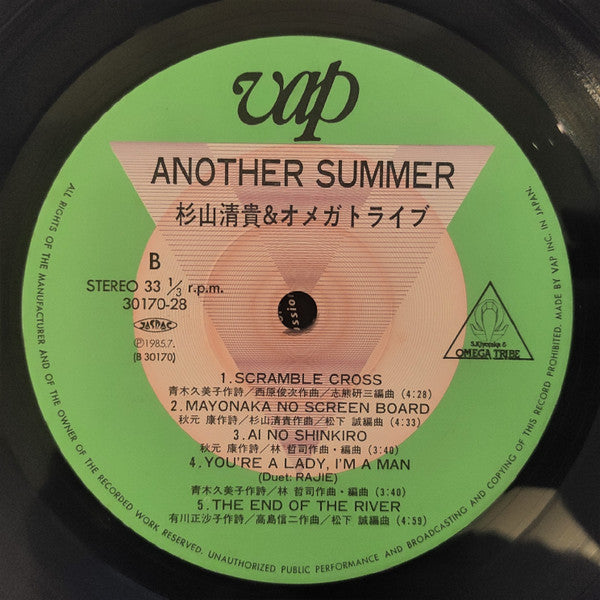 vap
ANOTHER SUMMER
杉山清貴&オメガトライブ
B
STEREO 33 1/3 r.p.m.
30170-28
JASRAC
Ⓟ1985.7.
(B 30170)
S.Kiyotaka &
OMEGA TRIBE
ssion
1.SCRAMBLE CROSS
青木久美子作詩/西原俊次作曲/志熊研三編曲 (4:28)
2.MAYONAKA NO SCREEN BOARD
秋元 康作詩/杉山清貴作曲/松下 誠編曲 (4:33)
3.AI NO SHINKIRO
秋元 康作詩/林 哲司作曲・編曲 (3:40)
4.YOU'RE A LADY, I'M A MAN
(Duet: RAJIE)
青木久美子作詩/林 哲司作曲・編曲 (3:40)
5.THE END OF THE RIVER
有川正沙子作詩/高島信二作曲/松下 誠編曲 (4:59)
ALL RIGHTS OF THE MANUFACTURER AND OF THE OWNER OF THE RECORDED WORK RESERVED. UNAUTHORIZED PUBLIC PERFORMANCE AND BROADCASTING AND COPYING OF THIS RECORD PROHIBITED. MADE BY VAP INC. IN JAPAN.